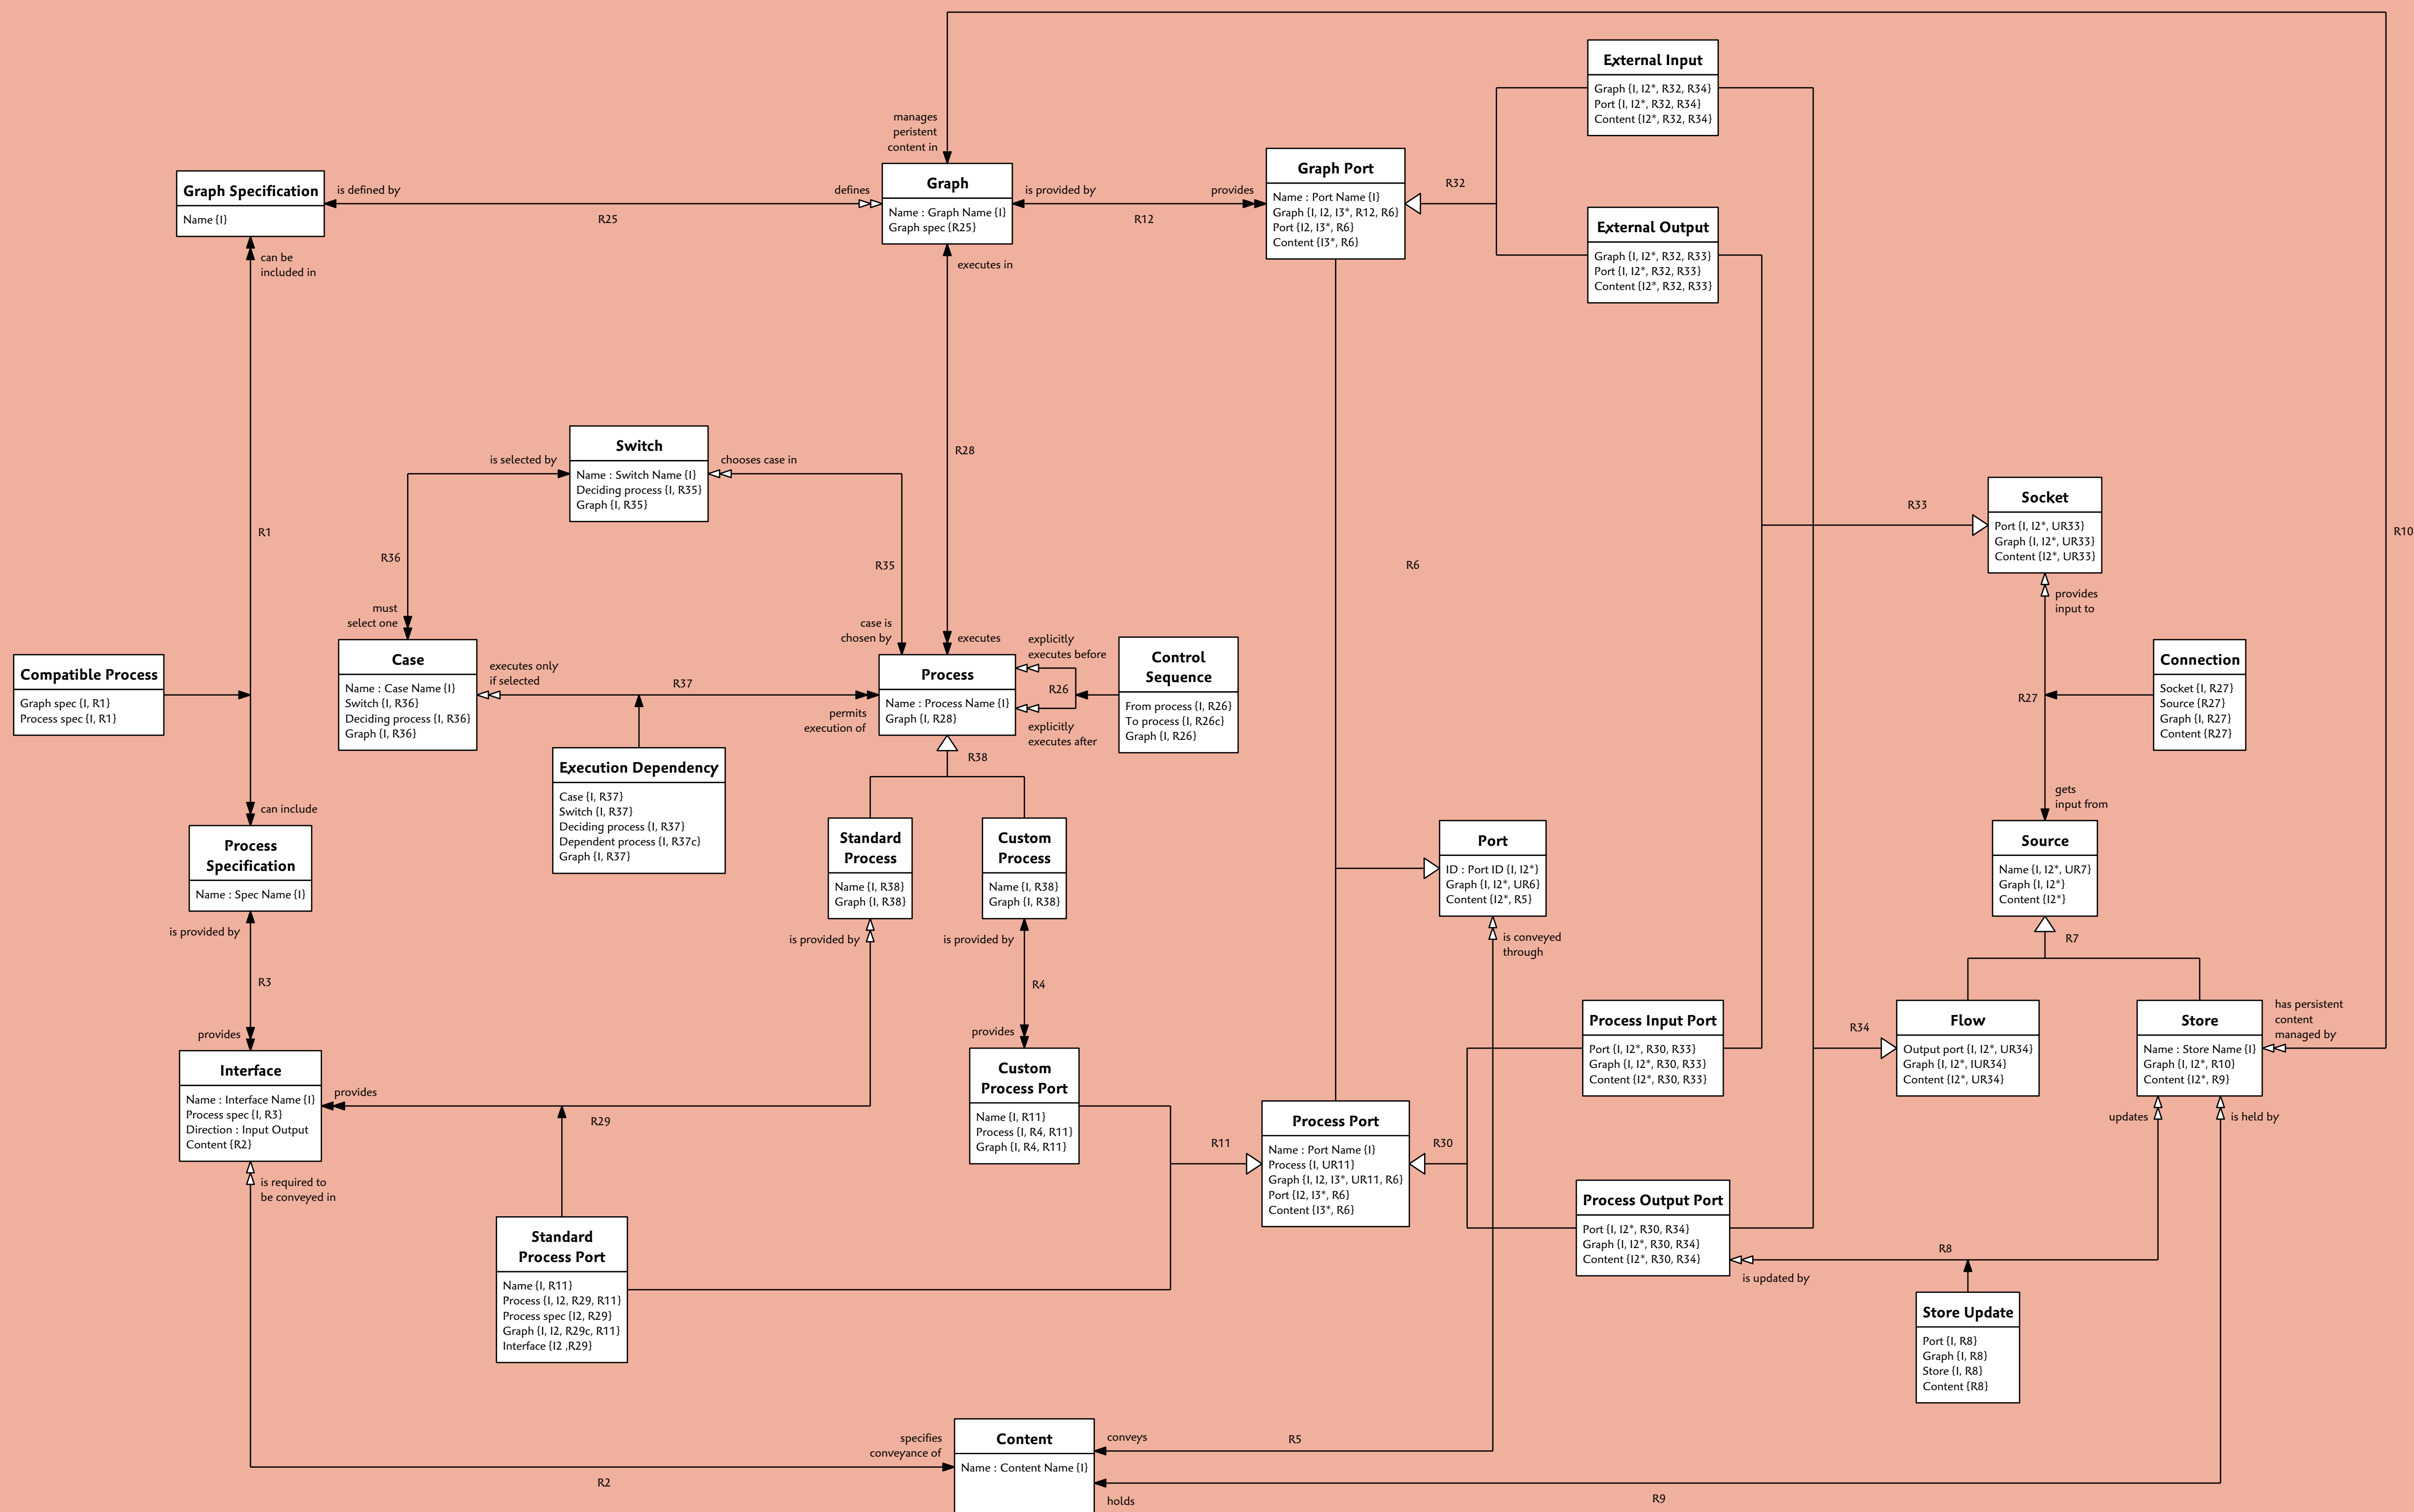 External Input
Graph {I, I2*, R32, R34}
Port {I, I2*, R32, R34}
Content {I2*, R32, R34}
manages
peristent
content in
Graph Specification
Name {I}
is defined by
R25
defines
Graph
Name : Graph Name {I}
Graph spec {R25}
is provided by
R12
provides
Graph Port
Name : Port Name {I}
Graph {I, I2, I3*, R12, R6}
Port {I2, I3*, R6}
Content {I3*, R6}
R32
External Output
Graph {I, I2*, R32, R33}
Port {I, I2*, R32, R33}
Content {I2*, R32, R33}
can be
included in
executes in
Switch
Name : Switch Name {I}
Deciding process {I, R35}
Graph {I, R35}
is selected by
chooses case in
R28
R1
R36
R35
R6
R33
Socket
Port {I, I2*, UR33}
Graph {I, I2*, UR33}
Content {I2*, UR33}
R10
must
select one
case is
chosen by
executes
provides
input to
Compatible Process
Graph spec {I, R1}
Process spec {I, R1}
Case
Name : Case Name {I}
Switch {I, R36}
Deciding process {I, R36}
Graph {I, R36}
executes only
if selected
R37
permits
execution of
Process
Name : Process Name {I}
Graph {I, R28}
explicitly
executes before
R26
explicitly
executes after
Control
Sequence
From process {I, R26}
To process {I, R26c}
Graph {I, R26}
R27
Connection
Socket {I, R27}
Source {R27}
Graph {I, R27}
Content {R27}
R38
Execution Dependency
Case {I, R37}
Switch {I, R37}
Deciding process {I, R37}
Dependent process {I, R37c}
Graph {I, R37}
can include
gets
input from
Process
Specification
Name : Spec Name {I}
Standard
Process
Name {I, R38}
Graph {I, R38}
Custom
Process
Name {I, R38}
Graph {I, R38}
Port
ID : Port ID {I, I2*}
Graph {I, I2*, UR6}
Content {I2*, R5}
Source
Name {I, I2*, UR7}
Graph {I, I2*}
Content {I2*}
is provided by
is provided by
is provided by
is conveyed
through
R7
R3
R4
provides
provides
Interface
Name : Interface Name {I}
Process spec {I, R3}
Direction : Input Output
Content {R2}
provides
R29
Custom
Process Port
Name {I, R11}
Process {I, R4, R11}
Graph {I, R4, R11}
R11
Process Port
Name : Port Name {I}
Process {I, UR11}
Graph {I, I2, I3*, UR11, R6}
Port {I2, I3*, R6}
Content {I3*, R6}
R30
Process Input Port
Port {I, I2*, R30, R33}
Graph {I, I2*, R30, R33}
Content {I2*, R30, R33}
R34
Flow
Output port {I, I2*, UR34}
Graph {I, I2*, IUR34}
Content {I2*, UR34}
Store
Name : Store Name {I}
Graph {I, I2*, R10}
Content {I2*, R9}
has persistent
content
managed by
updates
is held by
is required to
be conveyed in
Standard
Process Port
Name {I, R11}
Process {I, I2, R29, R11}
Process spec {I2, R29}
Graph {I, I2, R29c, R11}
Interface {I2 ,R29}
Process Output Port
Port {I, I2*, R30, R34}
Graph {I, I2*, R30, R34}
Content {I2*, R30, R34}
is updated by
R8
Store Update
Port {I, R8}
Graph {I, R8}
Store {I, R8}
Content {R8}
specifies
conveyance of
R2
Content
Name : Content Name {I}
conveys
R5
holds
R9